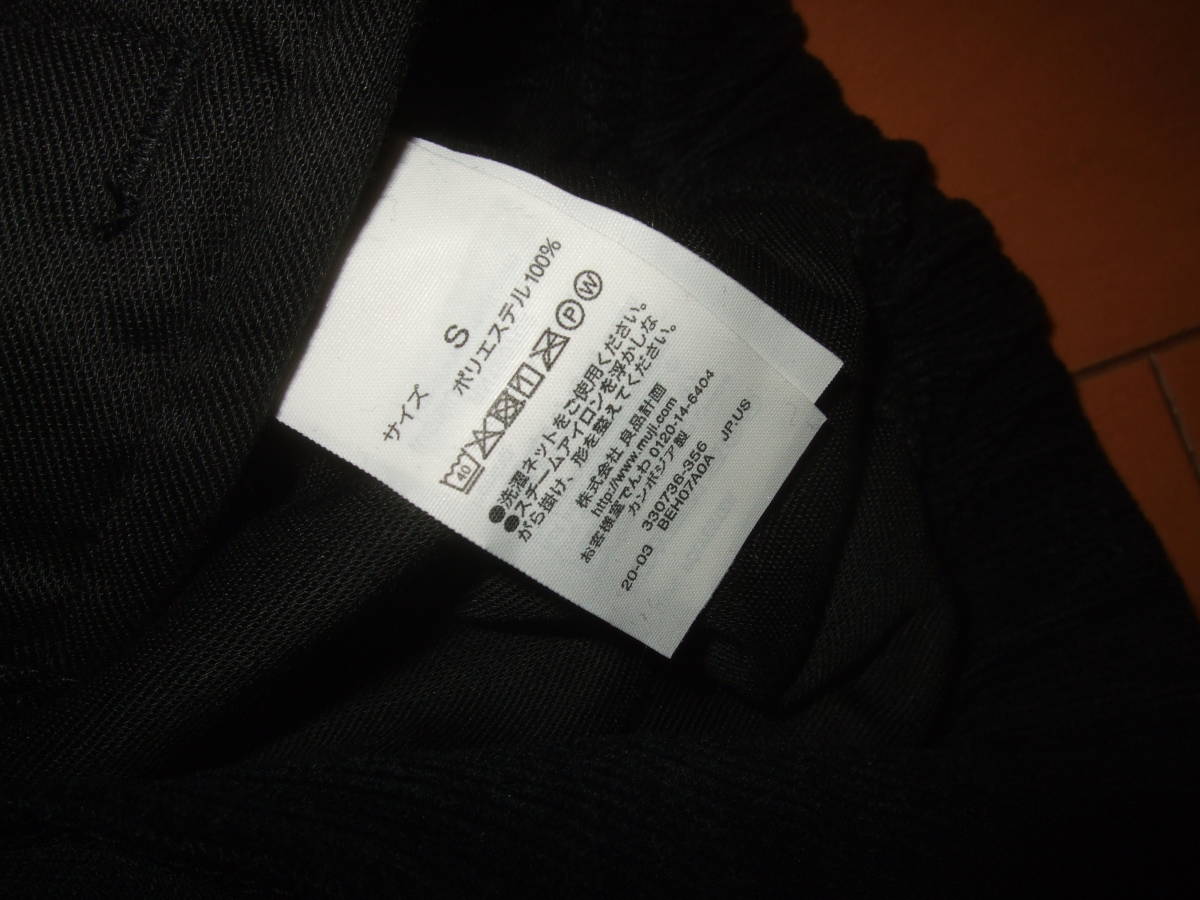 サイズ S
ポリエステル100%
40 P W
●洗濯ネットをご使用ください。
●スチームアイロンを浮かしな
がら掛け、形を整えてください。
株式会社 良品計画
http://www.muji.com
お客様室でんわ 0120-14-6404
カンボジア製
20-03 330736-356
BEH07A0A JP.US